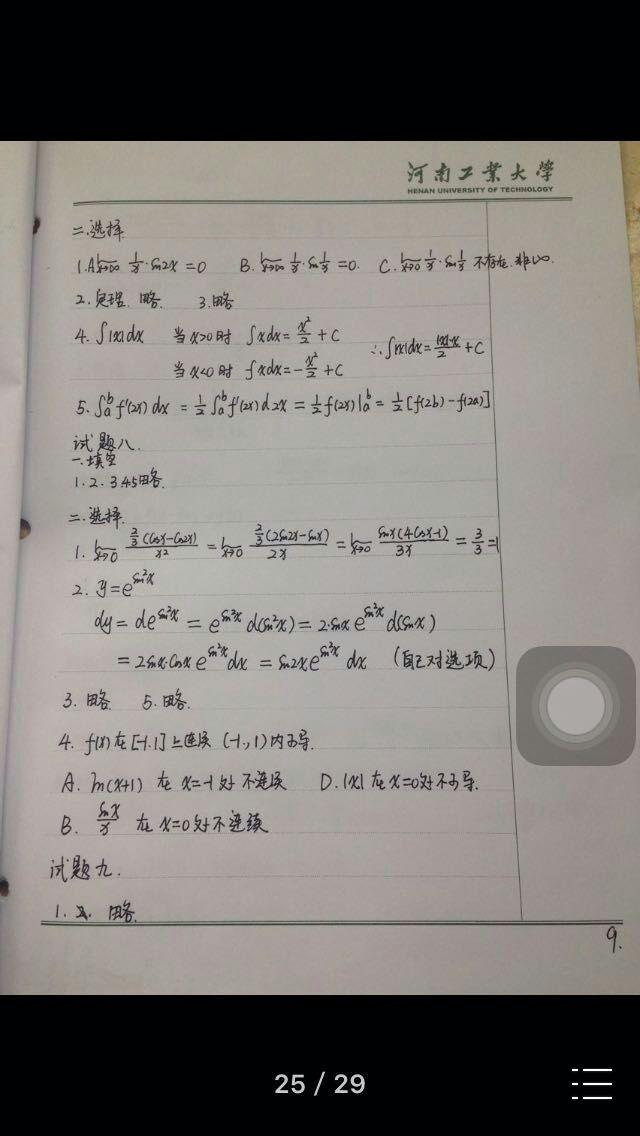 河南工業大學
HENAN UNIVERSITY OF TECHNOLOGY
二.选择
1.A lim x→∞ 1/x·sin2x=0 B. lim x→∞ 1/x·sin1/x=0. C. lim x→0 1/x·sin1/x 不存在.非∞.
2.定理.略. 3.略
4.∫|x|dx 当x>0时 ∫xdx=x²/2+C ∴∫|x|dx=|x|·x/2+C
当x<0时 ∫xdx=-x²/2+C
5.∫ₐᵇf'(2x)dx=1/2∫ₐᵇf'(2x)d2x=1/2f(2x)|ₐᵇ=1/2[f(2b)-f(2a)]
试题八.
一.填空
1.2.3.4.5略.
二.选择.
1. lim x→0 2/3(cosx-cos2x)/x²=lim x→0 2/3(2sin2x-sinx)/2x=lim x→0 sinx(4cosx-1)/3x=3/3=1
2.y=e^sin²x
dy=de^sin²x=e^sin²x d(sin²x)=2·sinx e^sin²x d(sinx)
=2sinx·cosx e^sin²x dx=sin2x e^sin²x dx (自己对选项)
3.略. 5.略.
4.f(x)在[-1.1]上连续(-1,1)内可导.
A.ln(x+1)在x=-1处不连续 D.|x|在x=0处不可导.
B.sinx/x 在x=0处不连续
试题九.
1. 略.
9.
25 / 29